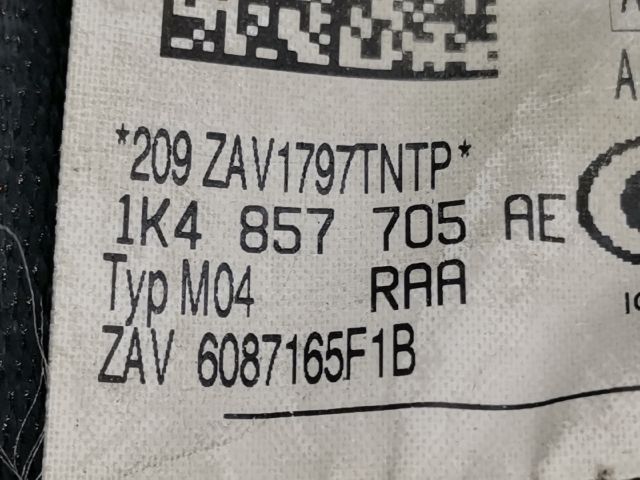 *209 ZAV1797TNTP*
1K4 857 705 AE
Typ M04 RAA
ZAV 6087165F1B